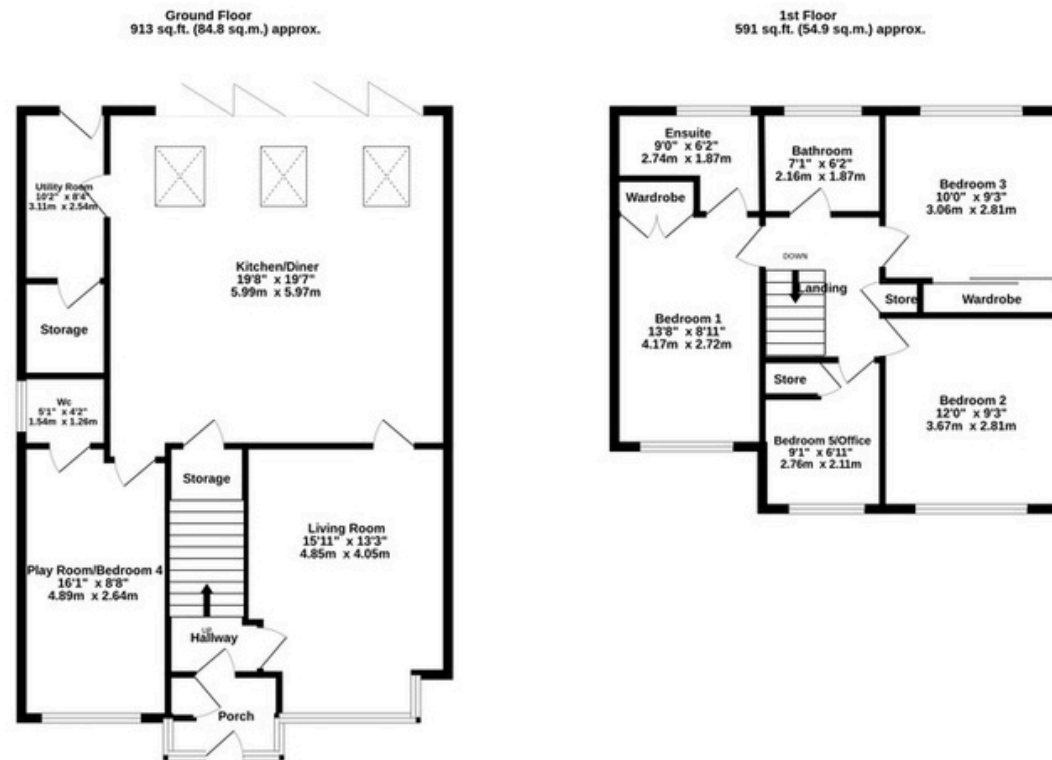 Ground Floor
913 sq.ft. (84.8 sq.m.) approx.
Utility Room
10'2" x 8'4"
3.11m x 2.54m
Kitchen/Diner
19'8" x 19'7"
5.99m x 5.97m
Storage
Wc
5'1" x 4'2"
1.54m x 1.26m
Storage
Living Room
15'11" x 13'3"
4.85m x 4.05m
Play Room/Bedroom 4
16'1" x 8'8"
4.89m x 2.64m
UP
Hallway
Porch
1st Floor
591 sq.ft. (54.9 sq.m.) approx.
Ensuite
9'0" x 6'2"
2.74m x 1.87m
Bathroom
7'1" x 6'2"
2.16m x 1.87m
Bedroom 3
10'0" x 9'3"
3.06m x 2.81m
Wardrobe
DOWN
Landing
Store
Wardrobe
Bedroom 1
13'8" x 8'11"
4.17m x 2.72m
Store
Bedroom 2
12'0" x 9'3"
3.67m x 2.81m
Bedroom 5/Office
9'1" x 6'11"
2.76m x 2.11m